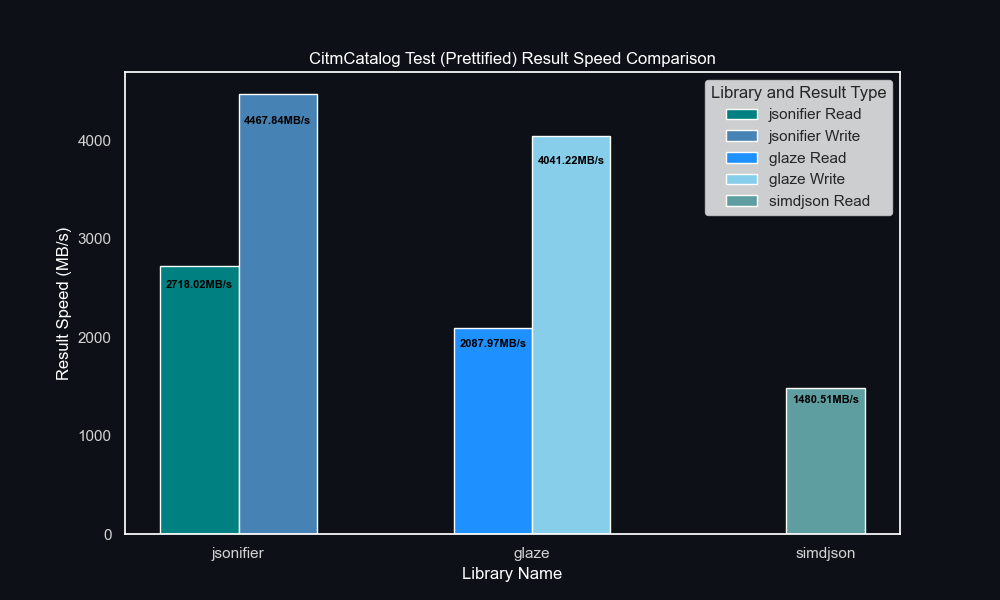 CitmCatalog Test (Prettified) Result Speed Comparison
Library and Result Type
jsonifier Read
jsonifier Write
glaze Read
glaze Write
simdjson Read
4467.84MB/s
4041.22MB/s
2718.02MB/s
2087.97MB/s
1480.51MB/s
Result Speed (MB/s)
4000
3000
2000
1000
0
jsonifier
glaze
simdjson
Library Name